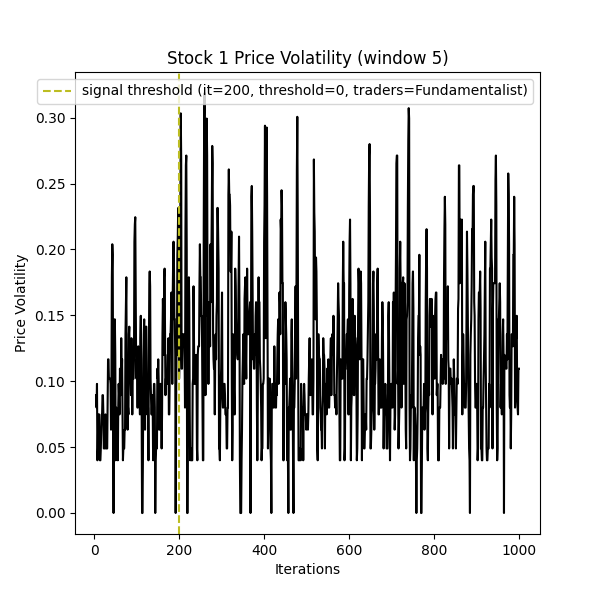 Stock 1 Price Volatility (window 5)
signal threshold (it=200, threshold=0, traders=Fundamentalist)
Price Volatility
0.30
0.25
0.20
0.15
0.10
0.05
0.00
0 200 400 600 800 1000
Iterations